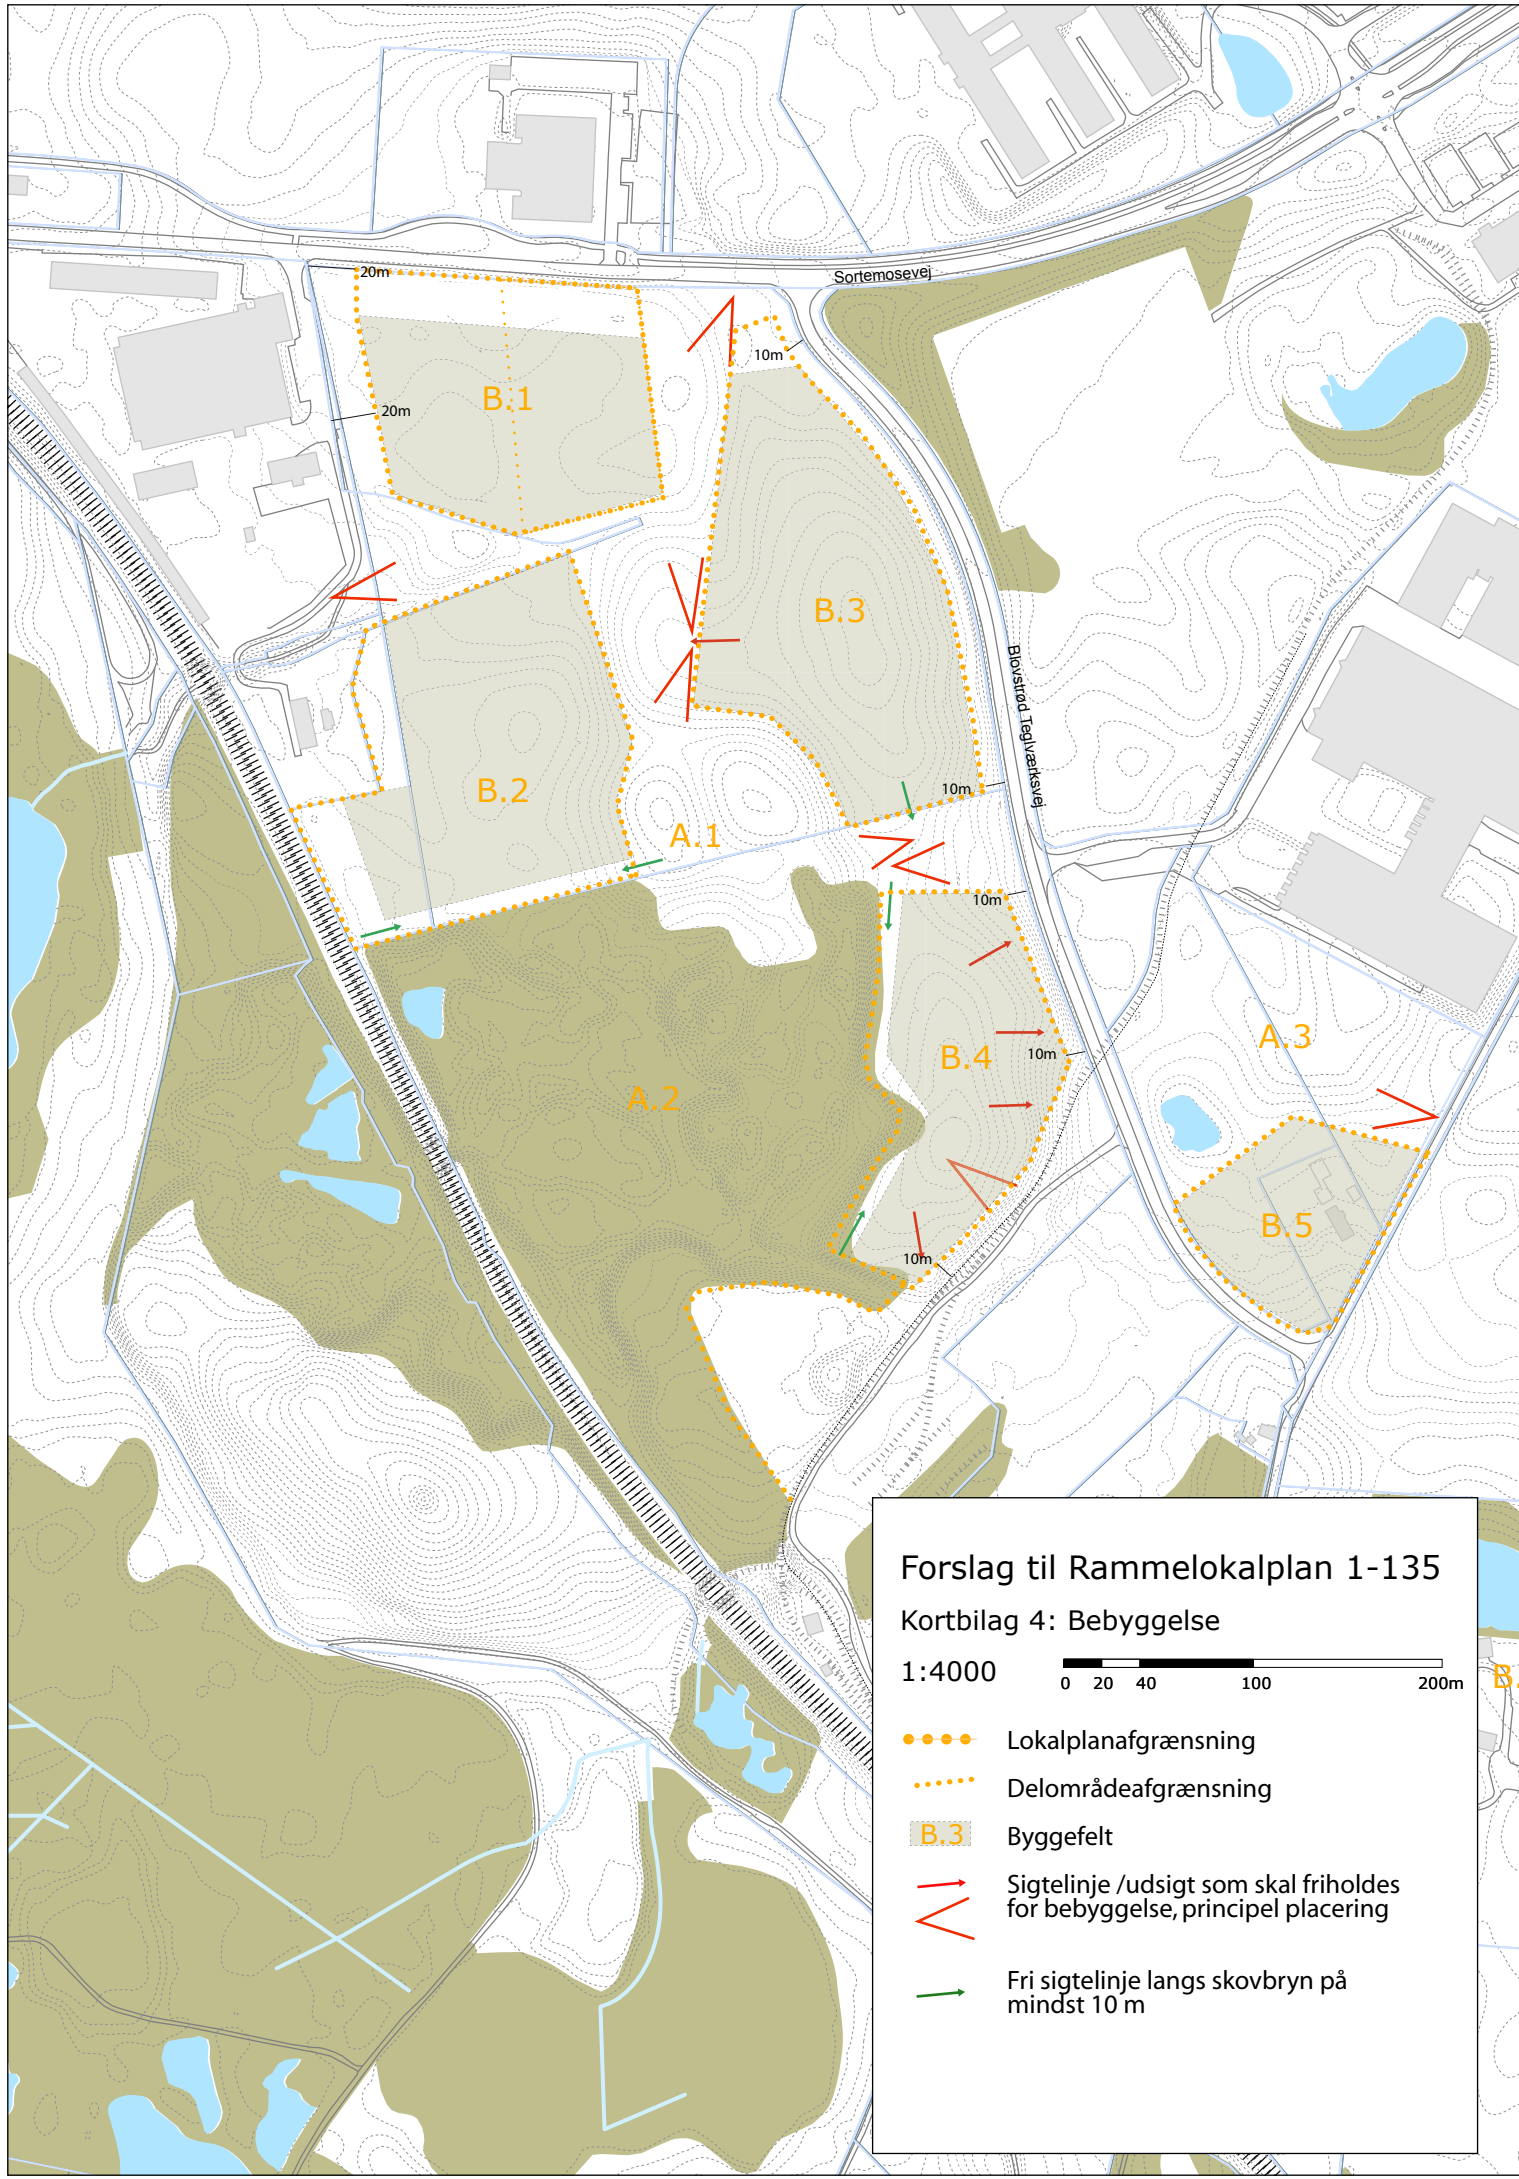 Sortemosevej
20m
10m
20m
B.1
B.3
Blovstrød Teglværksvej
B.2
10m
A.1
10m
A.3
10m
B.4
A.2
B.5
10m
Forslag til Rammelokalplan 1-135
Kortbilag 4: Bebyggelse
1:4000
0 20 40 100 200m
B.
Lokalplanafgrænsning
Delområdeafgrænsning
B.3 Byggefelt
Sigtelinje /udsigt som skal friholdes
for bebyggelse, principel placering
Fri sigtelinje langs skovbryn på
mindst 10 m